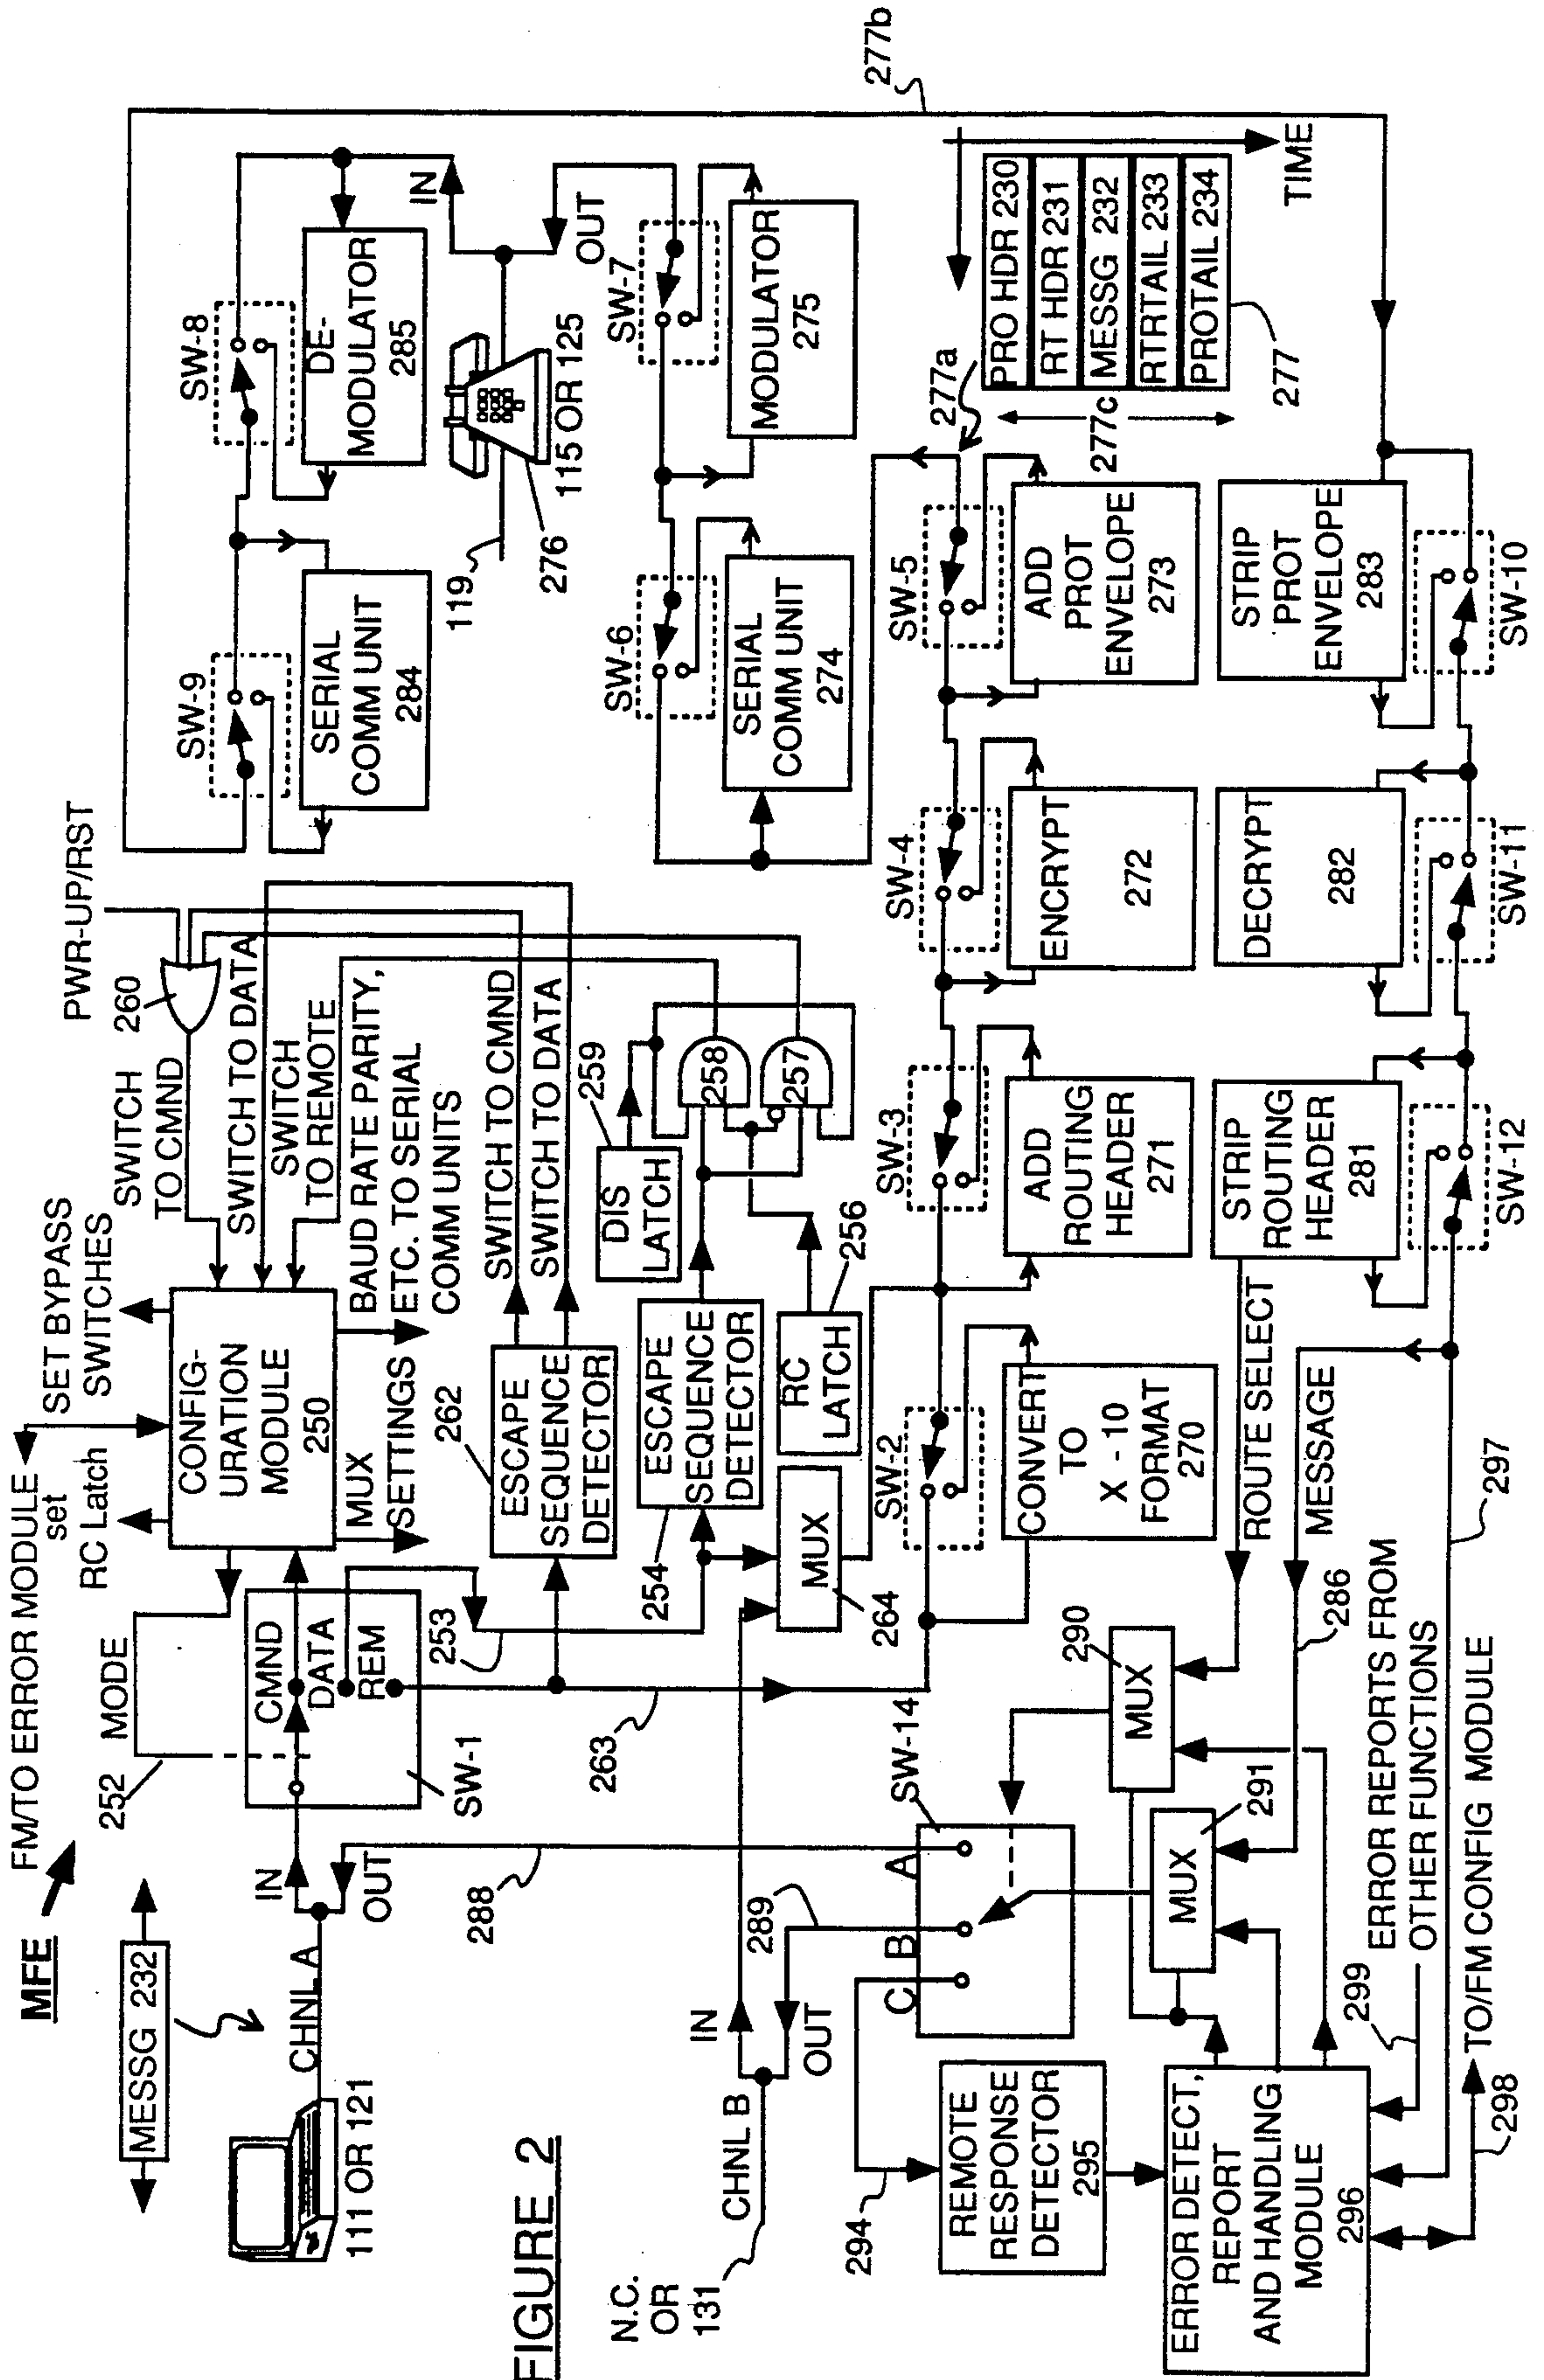 FIGURE 2
MFE
MESSG 232
111 OR 121
CHNL A
IN
OUT
N.C.
OR
131
CHNL B
IN
OUT
FM/TO ERROR MODULE
set
RC Latch
SET BYPASS
SWITCHES
MODE
252
CMND
DATA
REM
SW-1
253
263
288
289
CONFIG-
URATION
MODULE
250
MUX
SETTINGS
SWITCH
TO CMND
SWITCH TO DATA
SWITCH
TO REMOTE
BAUD RATE PARITY,
ETC. TO SERIAL
COMM UNITS
260
PWR-UP/RST
262
ESCAPE
SEQUENCE
DETECTOR
SWITCH TO CMND
SWITCH TO DATA
254
ESCAPE
SEQUENCE
DETECTOR
DIS
LATCH
259
258
257
RC
LATCH
256
MUX
264
SW-9
SERIAL
COMM UNIT
284
SW-8
DE-
MODULATOR
285
IN
OUT
119
276
115 OR 125
SW-6
SERIAL
COMM UNIT
274
SW-7
MODULATOR
275
277b
SW-2
CONVERT
TO
X - 10
FORMAT
270
SW-3
ADD
ROUTING
HEADER
271
SW-4
ENCRYPT
272
SW-5
ADD
PROT
ENVELOPE
273
277a
PRO HDR 230
RT HDR 231
MESSG 232
RTRTAIL 233
PROTAIL 234
277c
277
TIME
STRIP
ROUTING
HEADER
281
SW-12
DECRYPT
282
SW-11
STRIP
PROT
ENVELOPE
283
SW-10
ROUTE SELECT
MESSAGE
286
297
SW-14
A
B
C
290
MUX
MUX
291
294
REMOTE
RESPONSE
DETECTOR
295
ERROR DETECT,
REPORT
AND HANDLING
MODULE
296
ERROR REPORTS FROM
OTHER FUNCTIONS
299
TO/FM CONFIG MODULE
298